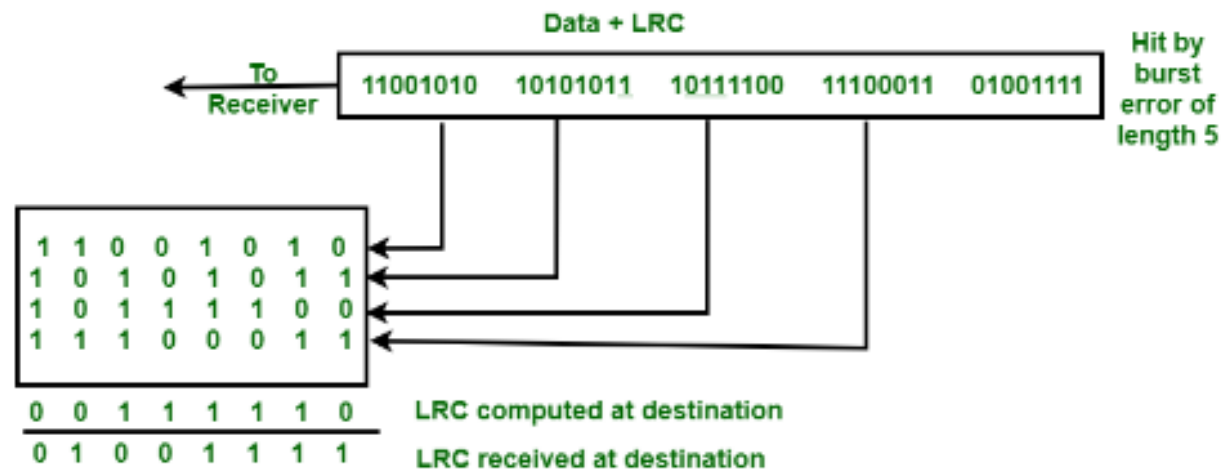 Data + LRC
To Receiver
11001010 10101011 10111100 11100011 01001111
Hit by
burst
error of
length 5
1 1 0 0 1 0 1 0
1 0 1 0 1 0 1 1
1 0 1 1 1 1 0 0
1 1 1 0 0 0 1 1
0 0 1 1 1 1 1 0 LRC computed at destination
0 1 0 0 1 1 1 1 LRC received at destination